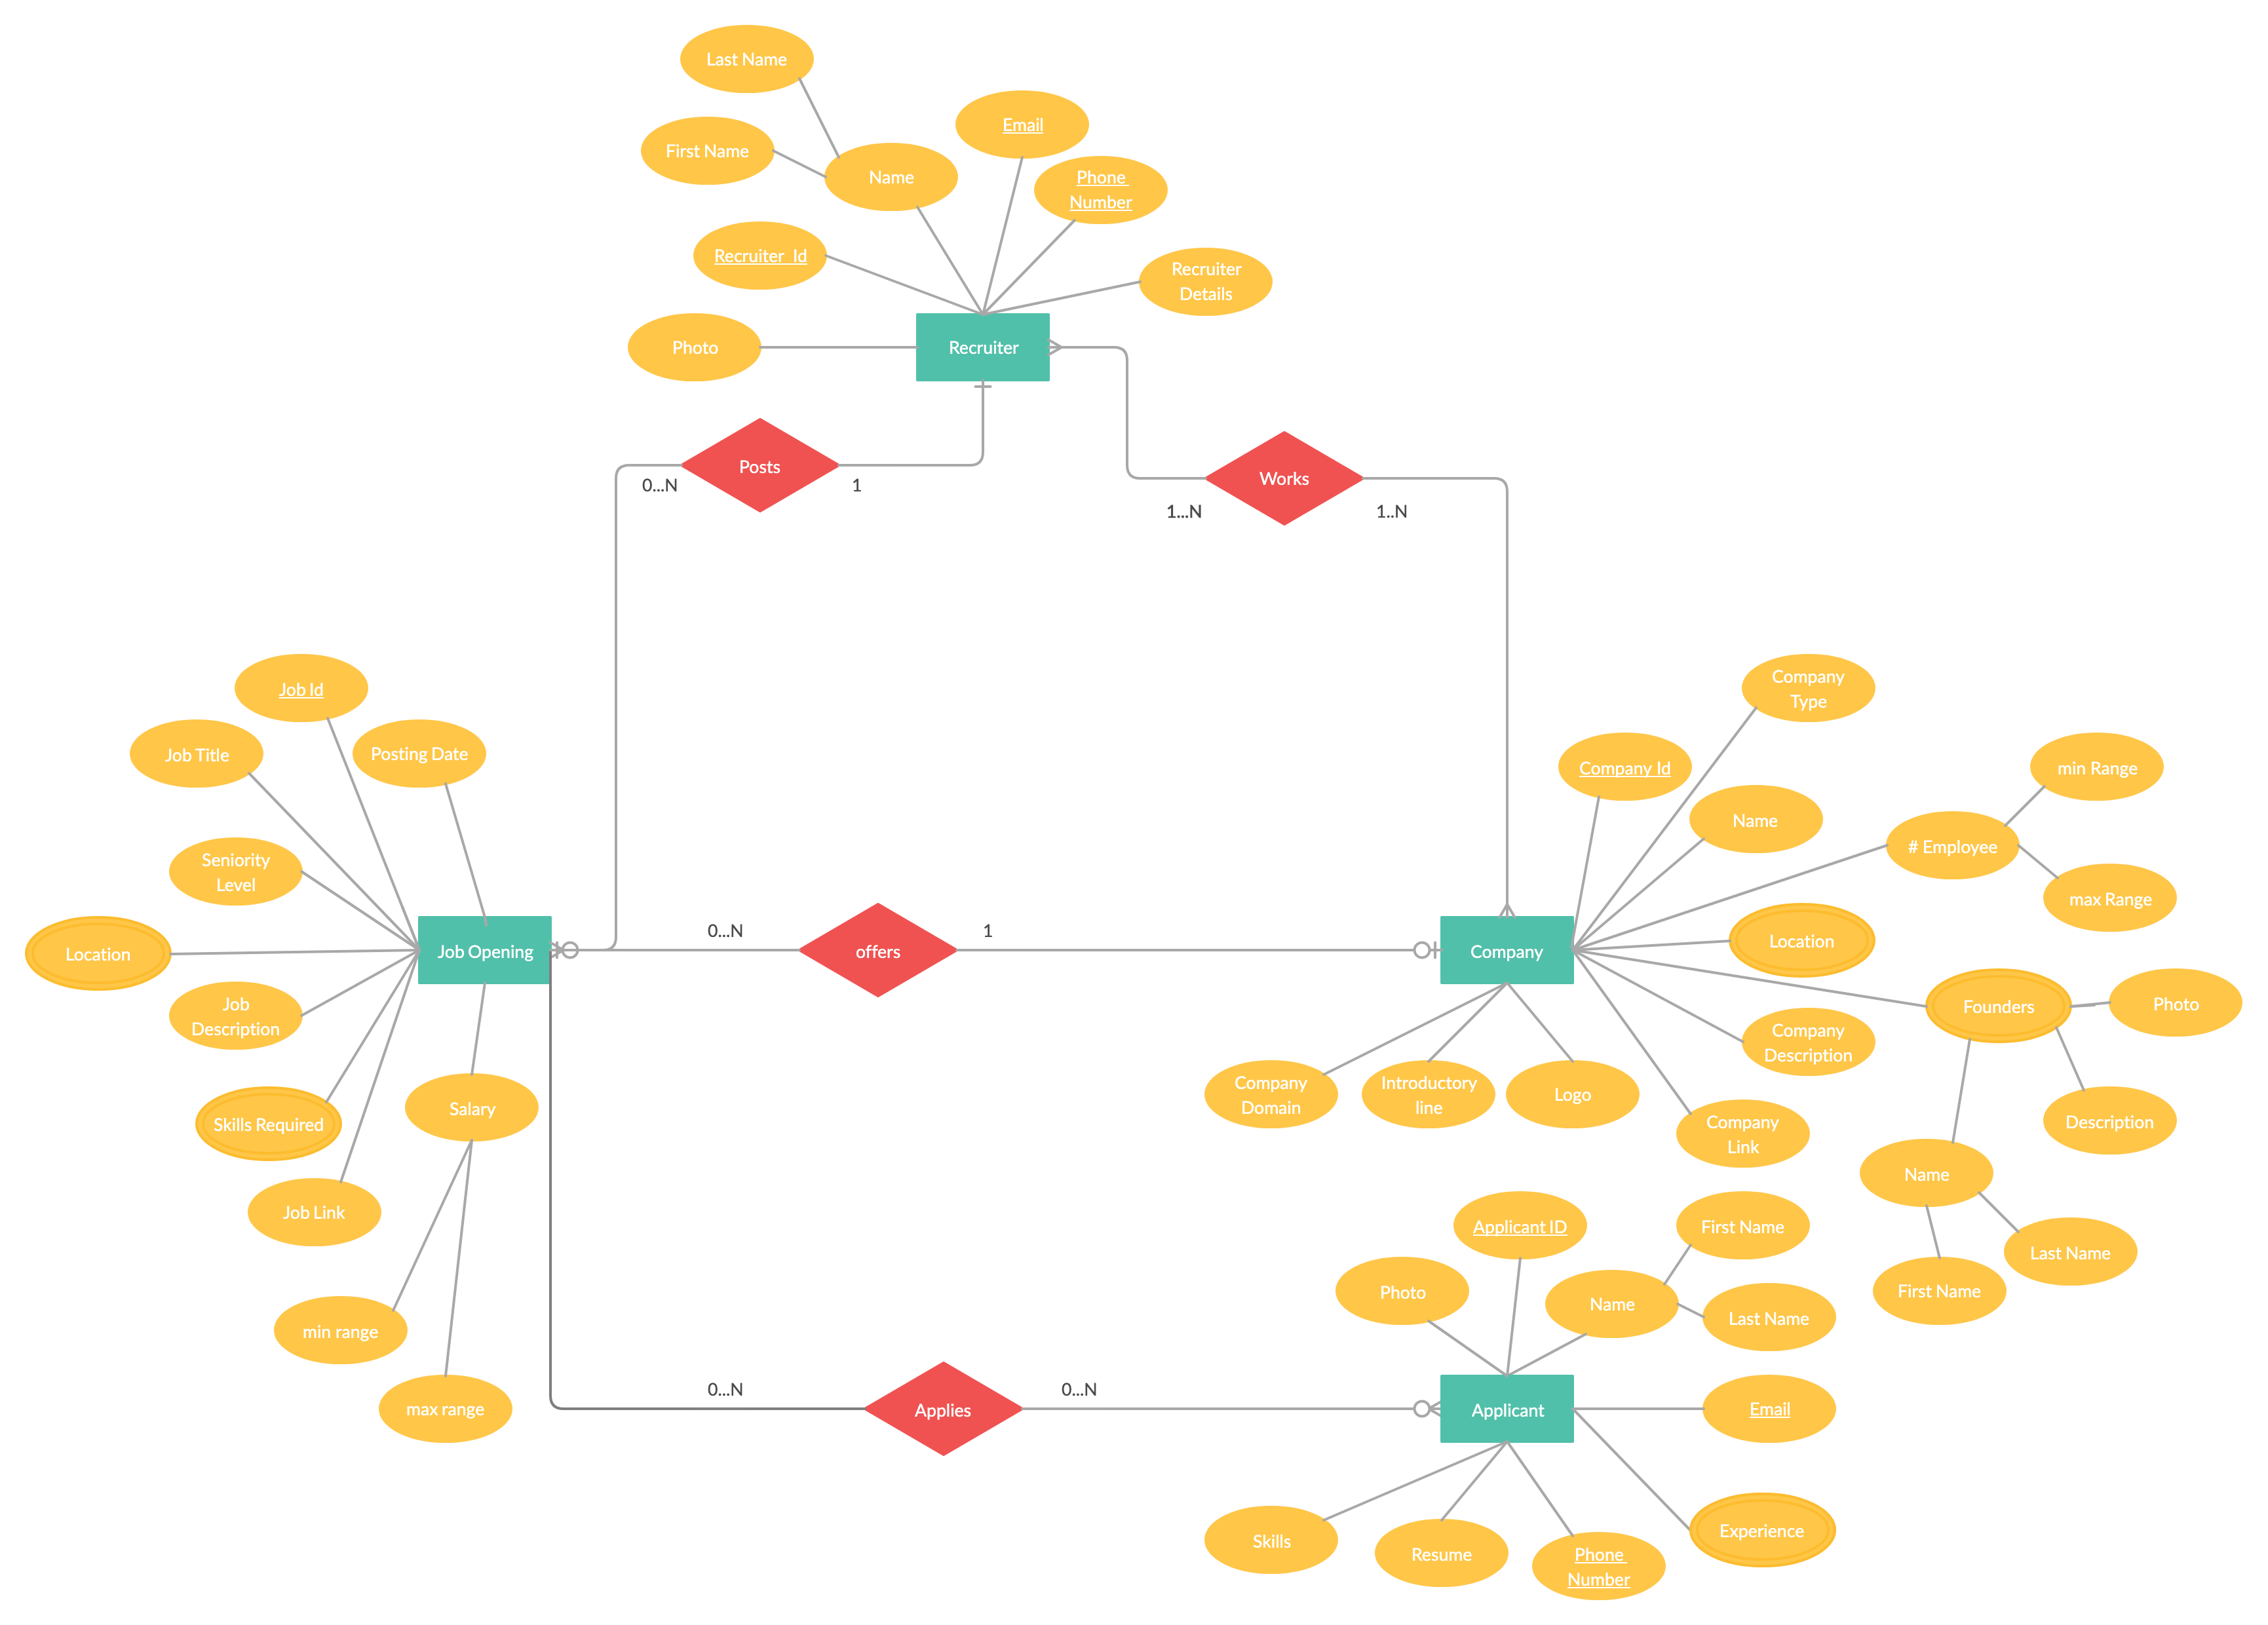 Last Name
First Name
Name
Email
Phone
Number
Recruiter Id
Recruiter
Details
Photo
Recruiter
Posts
0...N
1
Works
1...N
1..N
Job Id
Job Title
Posting Date
Seniority
Level
Location
Job Opening
Job
Description
Skills Required
Salary
Job Link
min range
max range
0...N
offers
1
Company
Type
Company Id
Name
min Range
# Employee
max Range
Location
Company
Founders
Photo
Company
Description
Company
Domain
Introductory
line
Logo
Company
Link
Description
Name
Last Name
First Name
Applicant ID
First Name
Photo
Name
Last Name
0...N
Applies
0...N
Applicant
Email
Experience
Skills
Resume
Phone
Number